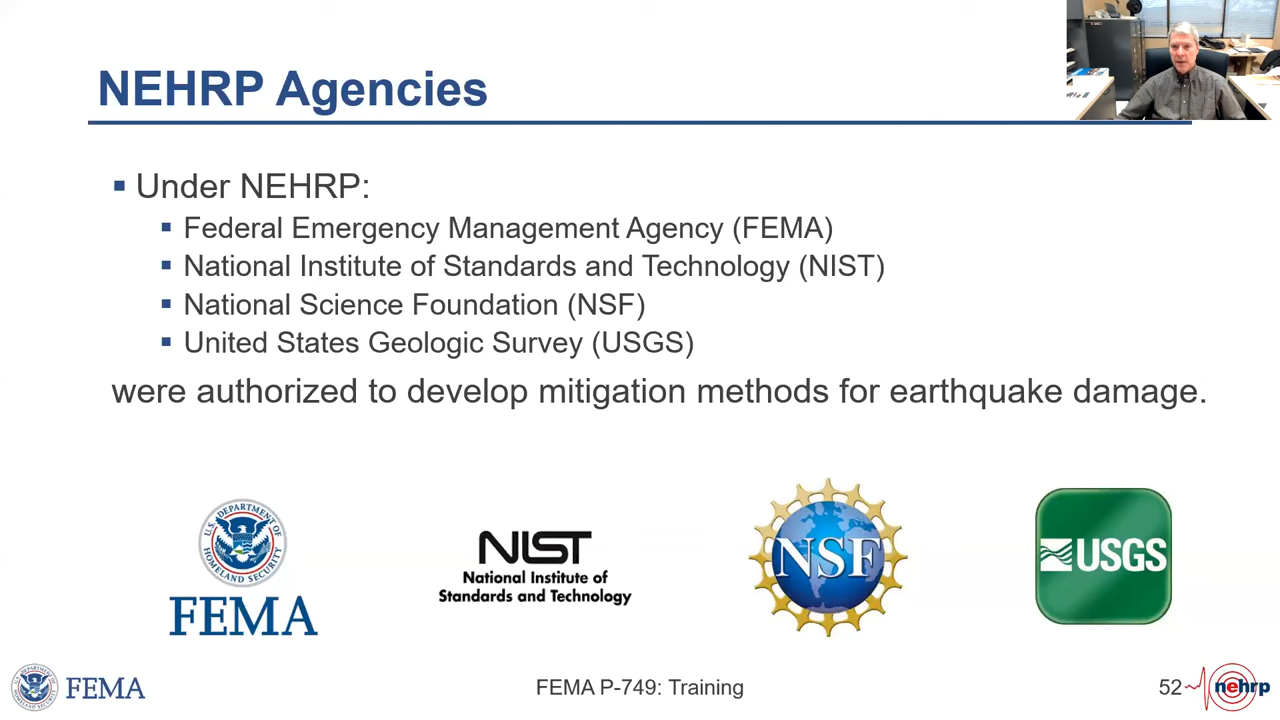 NEHRP Agencies
Under NEHRP:
Federal Emergency Management Agency (FEMA)
National Institute of Standards and Technology (NIST)
National Science Foundation (NSF)
United States Geologic Survey (USGS)
were authorized to develop mitigation methods for earthquake damage.
U.S. DEPARTMENT OF HOMELAND SECURITY
FEMA
NIST
National Institute of
Standards and Technology
NSF
USGS
FEMA
FEMA P-749: Training
52
nehrp